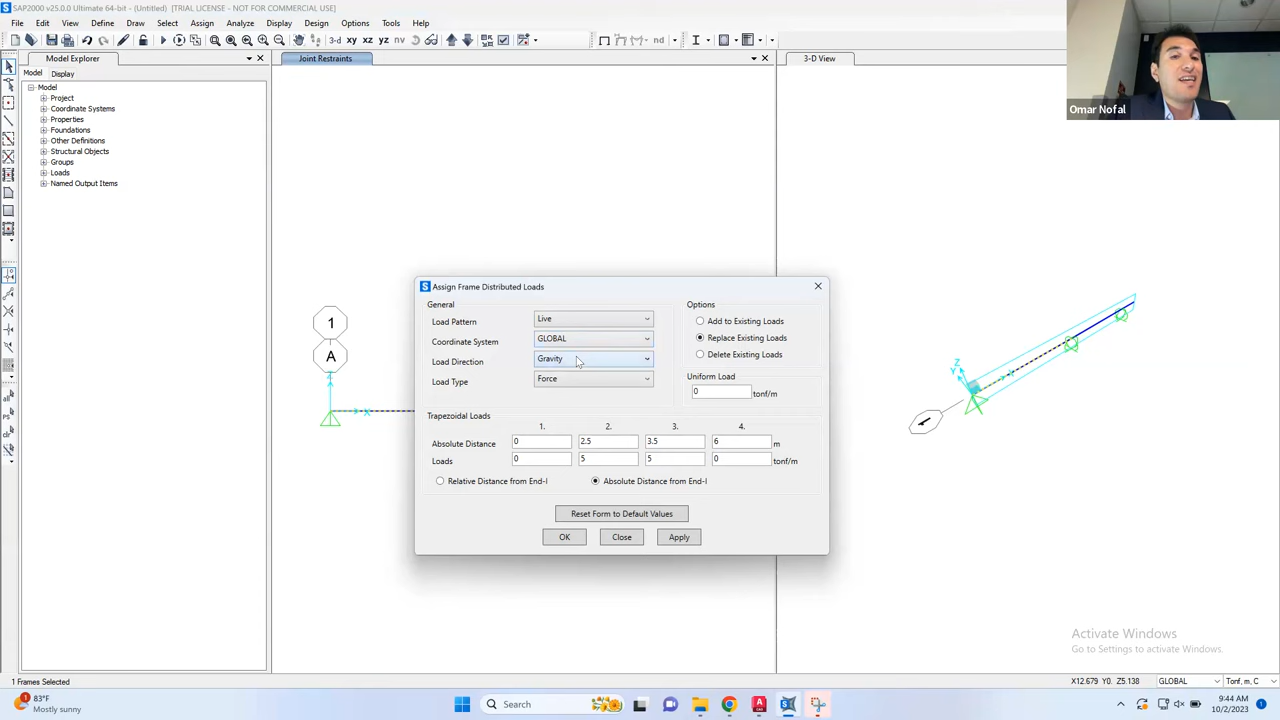 SAP2000 v25.0.0 Ultimate 64-bit - (Untitled) [TRIAL LICENSE - NOT FOR COMMERCIAL USE]
File Edit View Define Draw Select Assign Analyze Display Design Options Tools Help
3-d xy xz yz nv nd
Model Explorer
Joint Restraints
3-D View
Model Display
Omar Nofal
Model
Project
Coordinate Systems
Properties
Foundations
Other Definitions
Structural Objects
Groups
Loads
Named Output Items
1
A
X
Z
Y
X
Assign Frame Distributed Loads
General
Load Pattern Live
Coordinate System GLOBAL
Load Direction Gravity
Load Type Force
Options
Add to Existing Loads
Replace Existing Loads
Delete Existing Loads
Uniform Load
0 tonf/m
Trapezoidal Loads
1. 2. 3. 4.
Absolute Distance 0 2.5 3.5 6 m
Loads 0 5 5 0 tonf/m
Relative Distance from End-I Absolute Distance from End-I
Reset Form to Default Values
OK Close Apply
Activate Windows
Go to Settings to activate Windows.
1 Frames Selected
X12.679 Y0. Z5.138 GLOBAL Tonf, m, C
83°F
Mostly sunny
Search
9:44 AM
10/2/2023